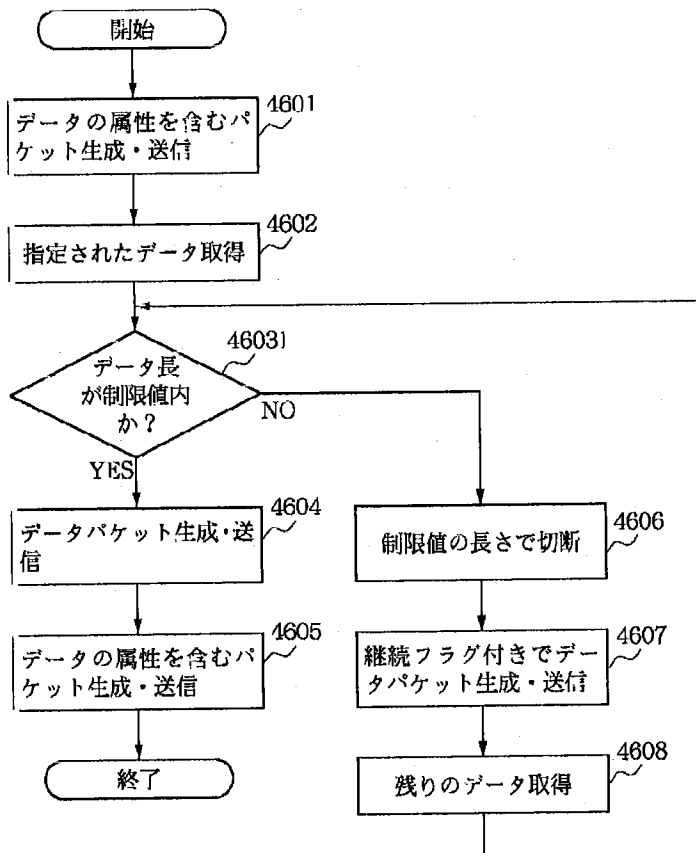 開始
4601
データの属性を含むパ
ケット生成・送信
4602
指定されたデータ取得
46031
データ長
が制限値内
か？
NO
YES
4604
データパケット生成・送
信
4605
データの属性を含むパ
ケット生成・送信
終了
4606
制限値の長さで切断
4607
継続フラグ付きでデー
タパケット生成・送信
4608
残りのデータ取得